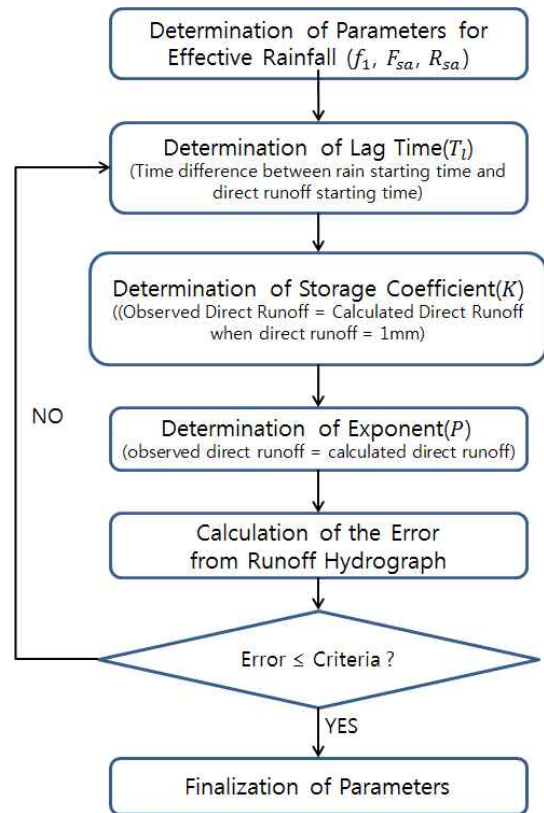 Determination of Parameters for
Effective Rainfall (f₁, Fₛₐ, Rₛₐ)
Determination of Lag Time(Tₗ)
(Time difference between rain starting time and
direct runoff starting time)
Determination of Storage Coefficient(K)
((Observed Direct Runoff = Calculated Direct Runoff
when direct runoff = 1mm)
NO
Determination of Exponent(P)
(observed direct runoff = calculated direct runoff)
Calculation of the Error
from Runoff Hydrograph
Error ≤ Criteria ?
YES
Finalization of Parameters